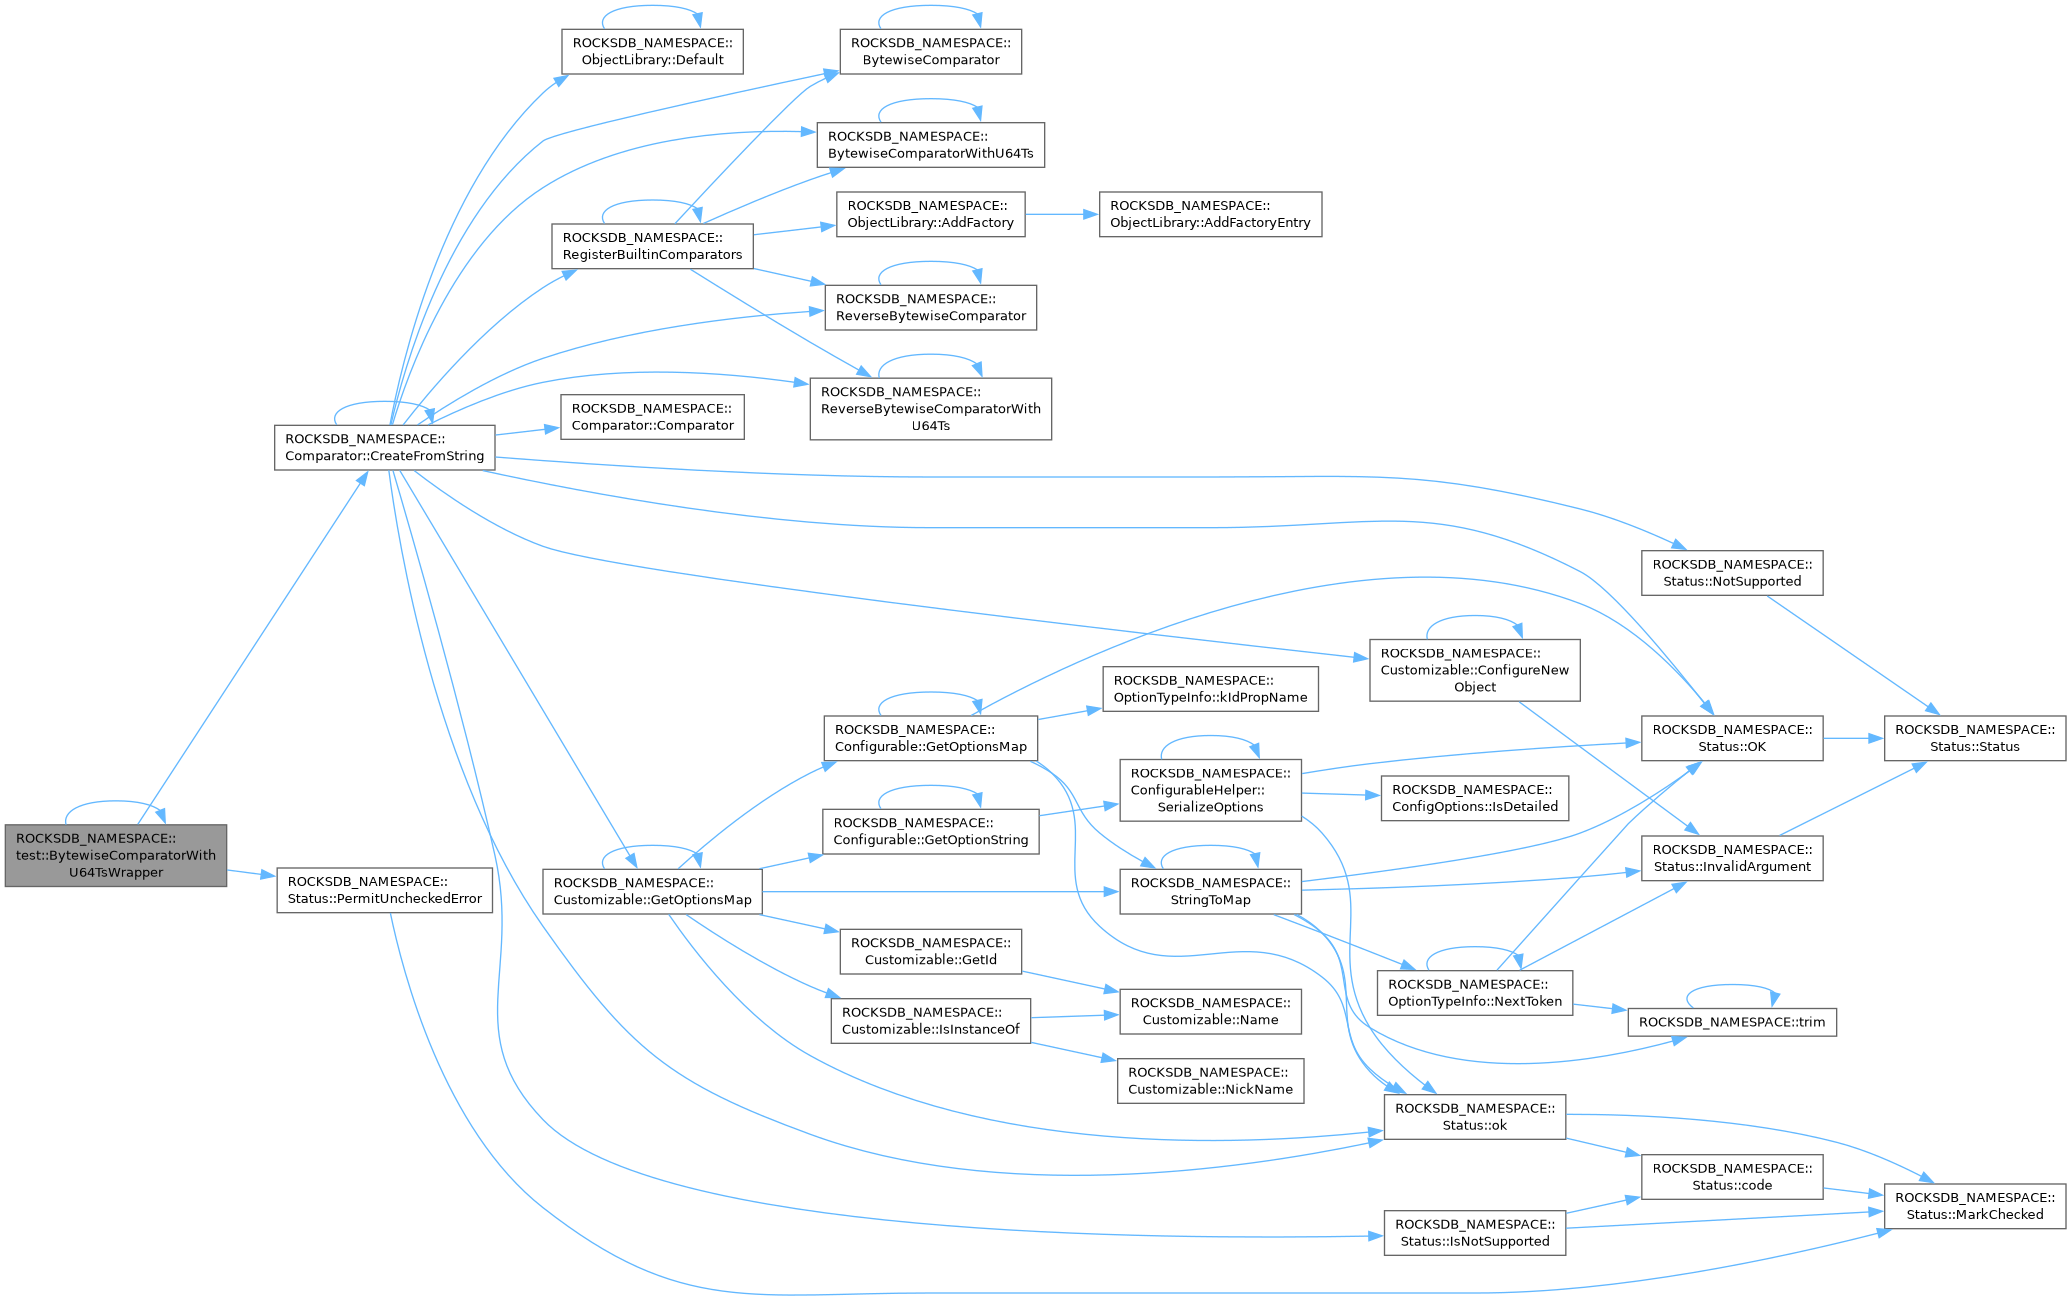 ROCKSDB_NAMESPACE::
ObjectLibrary::Default
ROCKSDB_NAMESPACE::
BytewiseComparator
ROCKSDB_NAMESPACE::
BytewiseComparatorWithU64Ts
ROCKSDB_NAMESPACE::
ObjectLibrary::AddFactory
ROCKSDB_NAMESPACE::
ObjectLibrary::AddFactoryEntry
ROCKSDB_NAMESPACE::
RegisterBuiltinComparators
ROCKSDB_NAMESPACE::
ReverseBytewiseComparator
ROCKSDB_NAMESPACE::
ReverseBytewiseComparatorWith
U64Ts
ROCKSDB_NAMESPACE::
Comparator::Comparator
ROCKSDB_NAMESPACE::
Comparator::CreateFromString
ROCKSDB_NAMESPACE::
Status::NotSupported
ROCKSDB_NAMESPACE::
Customizable::ConfigureNew
Object
ROCKSDB_NAMESPACE::
OptionTypeInfo::kIdPropName
ROCKSDB_NAMESPACE::
Configurable::GetOptionsMap
ROCKSDB_NAMESPACE::
Status::OK
ROCKSDB_NAMESPACE::
Status::Status
ROCKSDB_NAMESPACE::
ConfigurableHelper::
SerializeOptions
ROCKSDB_NAMESPACE::
ConfigOptions::IsDetailed
ROCKSDB_NAMESPACE::
Configurable::GetOptionString
ROCKSDB_NAMESPACE::
test::BytewiseComparatorWith
U64TsWrapper
ROCKSDB_NAMESPACE::
Status::InvalidArgument
ROCKSDB_NAMESPACE::
Status::PermitUncheckedError
ROCKSDB_NAMESPACE::
Customizable::GetOptionsMap
ROCKSDB_NAMESPACE::
StringToMap
ROCKSDB_NAMESPACE::
Customizable::GetId
ROCKSDB_NAMESPACE::
OptionTypeInfo::NextToken
ROCKSDB_NAMESPACE::
Customizable::Name
ROCKSDB_NAMESPACE::
Customizable::IsInstanceOf
ROCKSDB_NAMESPACE::trim
ROCKSDB_NAMESPACE::
Customizable::NickName
ROCKSDB_NAMESPACE::
Status::ok
ROCKSDB_NAMESPACE::
Status::code
ROCKSDB_NAMESPACE::
Status::MarkChecked
ROCKSDB_NAMESPACE::
Status::IsNotSupported